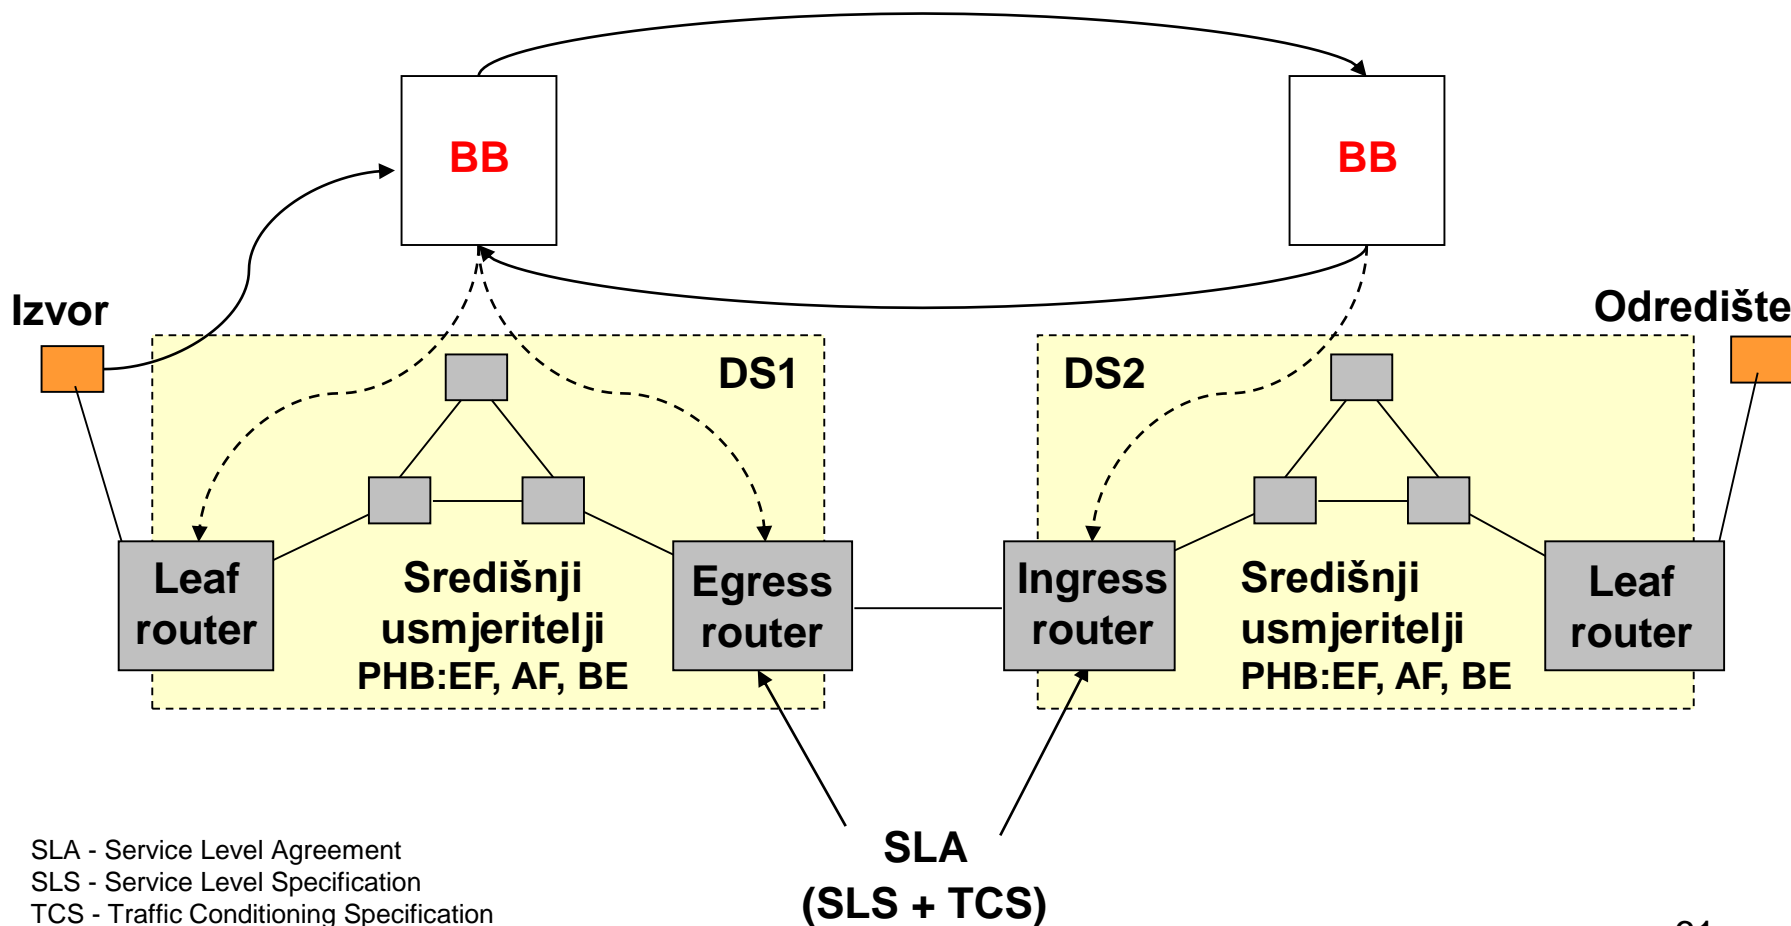 BB
BB
Izvor
Odredište
DS1
DS2
Leaf
router
Središnji
usmjeritelji
PHB:EF, AF, BE
Egress
router
Ingress
router
Središnji
usmjeritelji
PHB:EF, AF, BE
Leaf
router
SLA
(SLS + TCS)
SLA - Service Level Agreement
SLS - Service Level Specification
TCS - Traffic Conditioning Specification